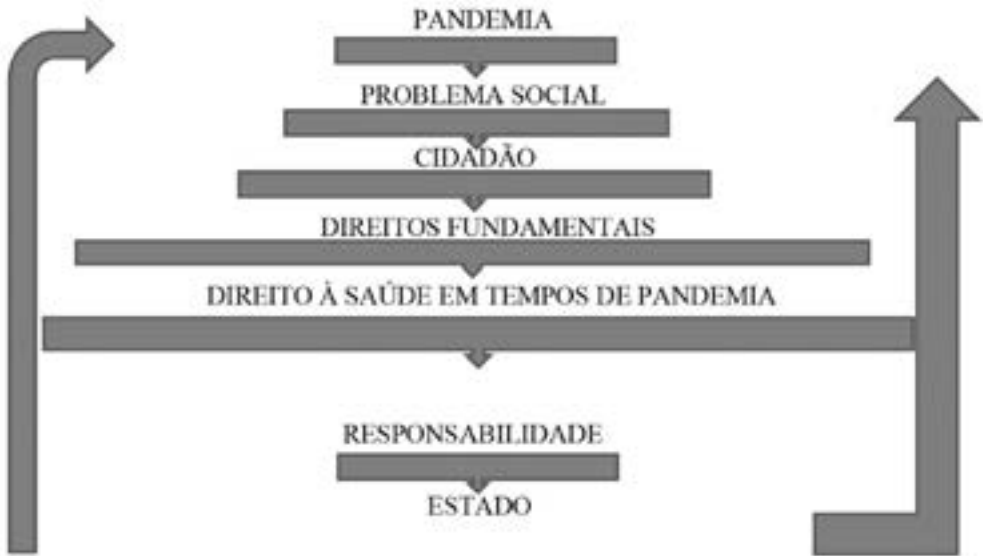 PANDEMIA
PROBLEMA SOCIAL
CIDADÃO
DIREITOS FUNDAMENTAIS
DIREITO À SAÚDE EM TEMPOS DE PANDEMIA
RESPONSABILIDADE
ESTADO